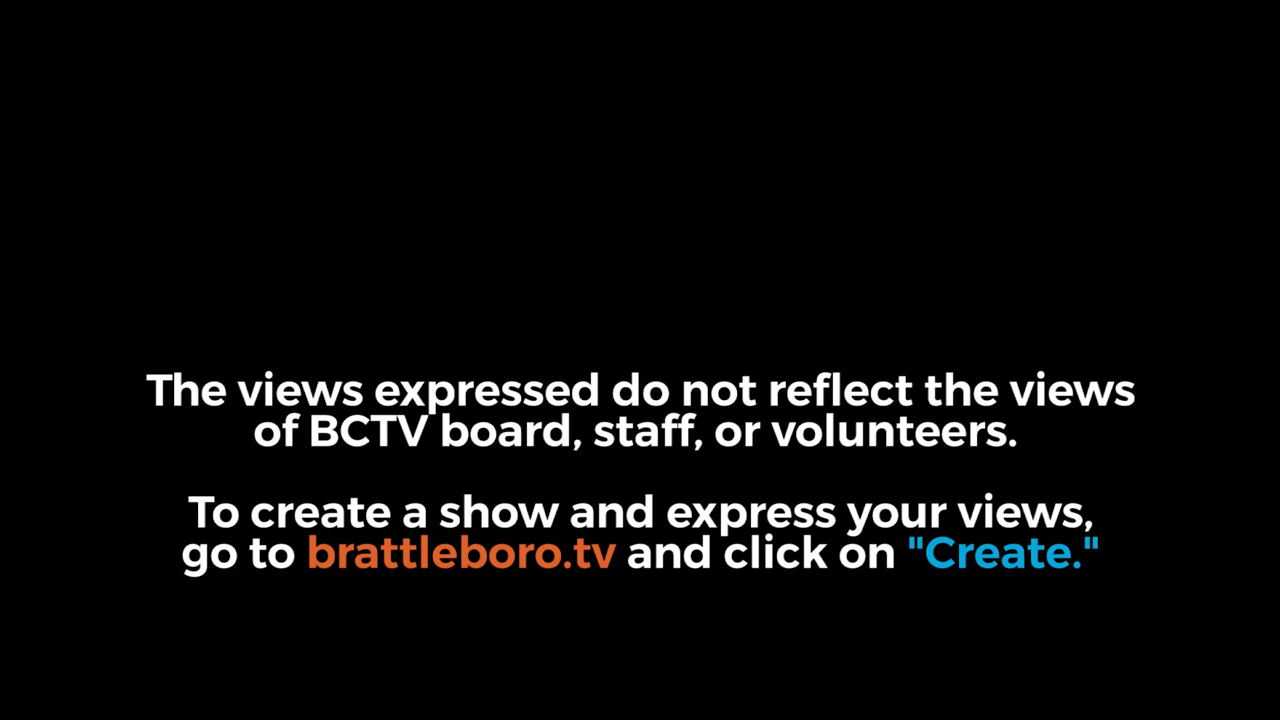 The views expressed do not reflect the views
of BCTV board, staff, or volunteers.
To create a show and express your views,
go to brattleboro.tv and click on "Create."